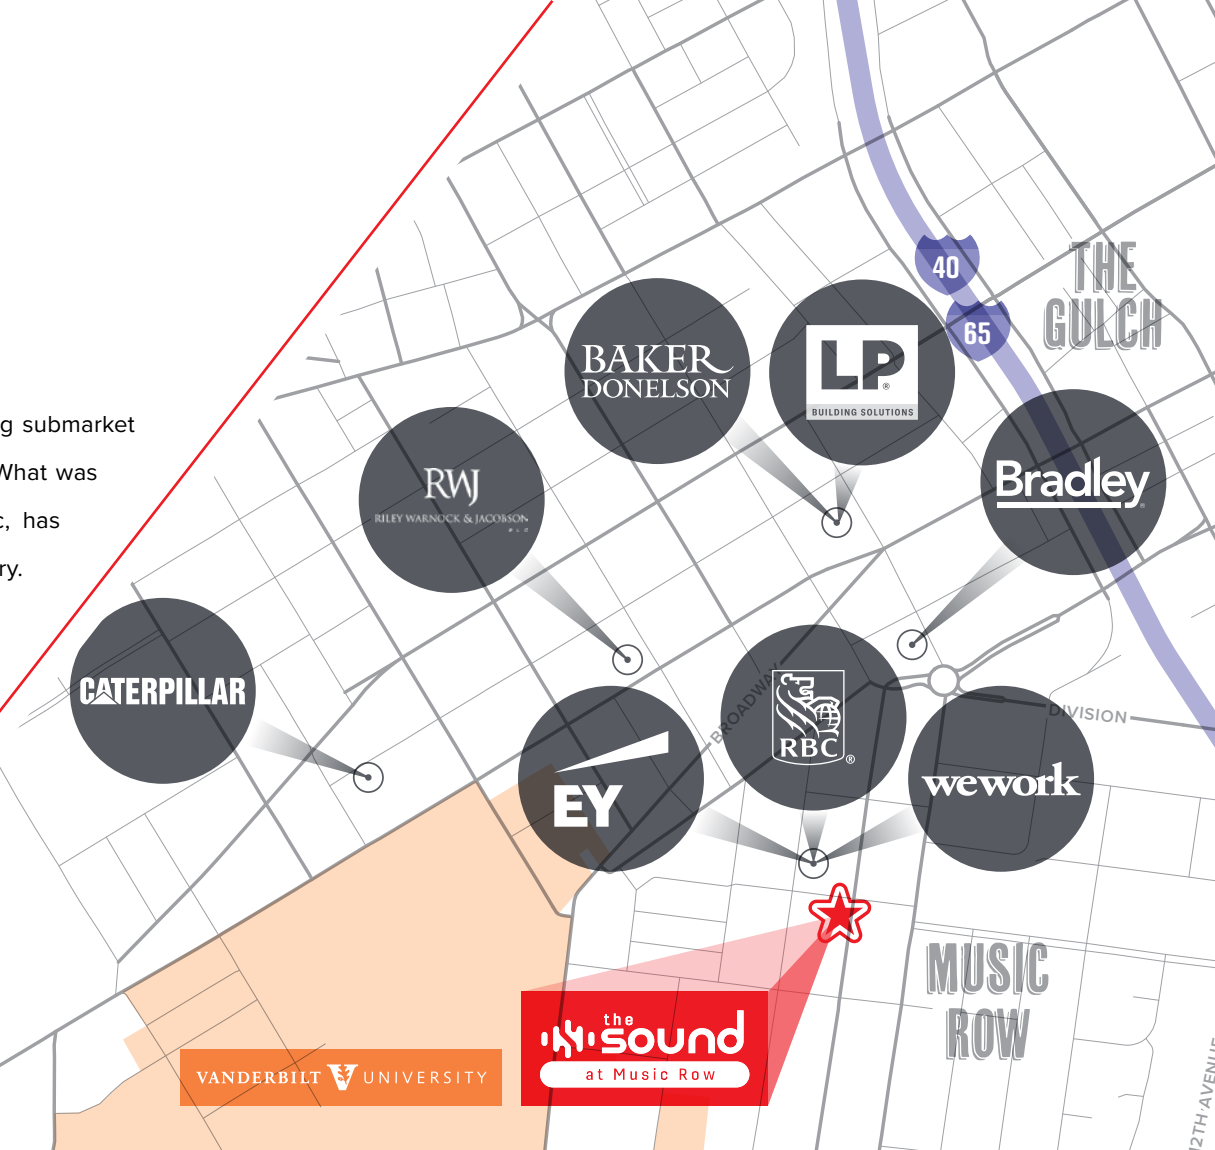 40
THE
GULCH
65
BAKER
DONELSON
LP®
BUILDING SOLUTIONS
g submarket
What was
c, has
ry.
RWJ
RILEY WARNOCK & JACOBSON
PLC
Bradley
CATERPILLAR
BROADWAY
RBC®
DIVISION
EY
wework
MUSIC
ROW
the
sound
at Music Row
VANDERBILT V UNIVERSITY
12TH AVENUE